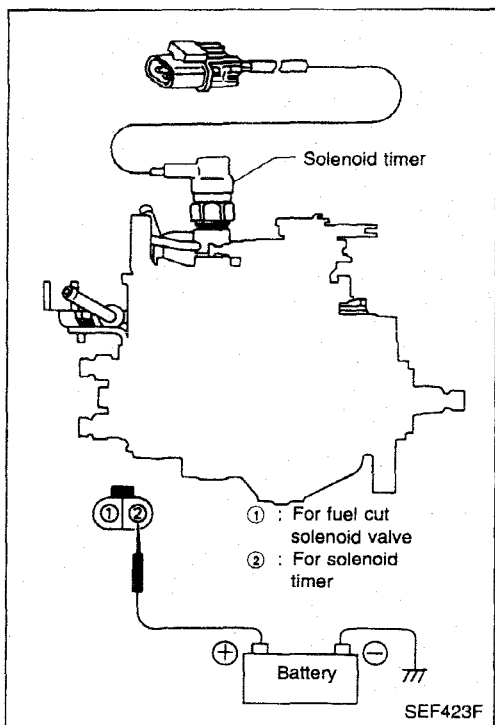 Solenoid timer
① ②
① : For fuel cut
solenoid valve
② : For solenoid
timer
⊕ ⊖
Battery
SEF423F